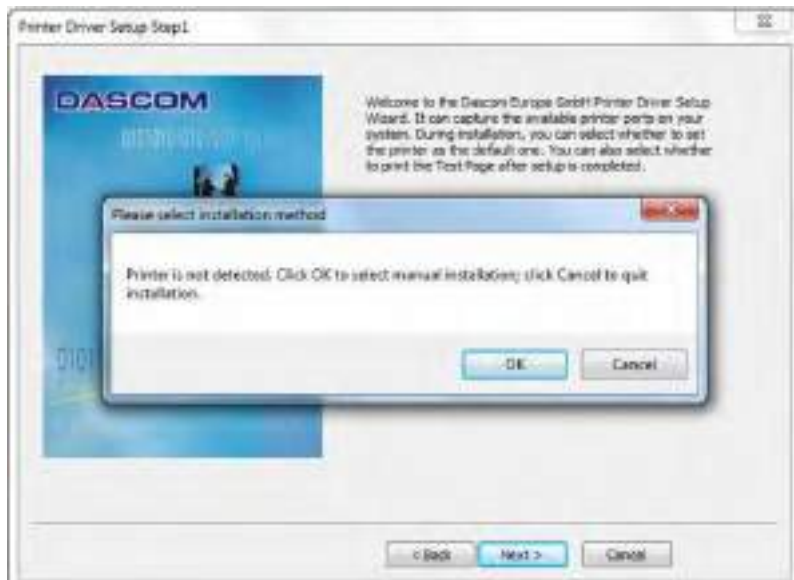 Printer Driver Setup Step1
DASCOM
Welcome to the Dascom Europe GmbH Printer Driver Setup
Wizard. It can capture the available printer ports on your
system. During installation, you can select whether to set
the printer as the default one. You can also select whether
to print the Test Page after setup is completed.
Please select installation method
Printer is not detected. Click OK to select manual installation; click Cancel to quit
installation.
OK
Cancel
< Back
Next >
Cancel